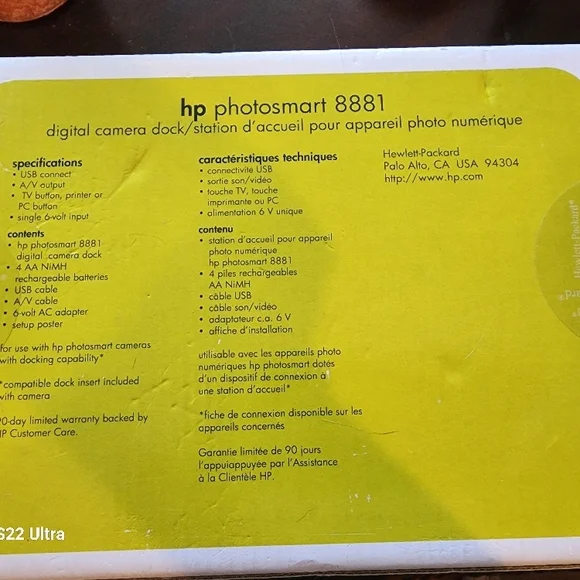 hp photosmart 8881
digital camera dock/station d'accueil pour appareil photo numérique
specifications
• USB connect
• A/V output
• TV button, printer or
PC button
• single 6-volt input
contents
• hp photosmart 8881
digital camera dock
• 4 AA NiMH
rechargeable batteries
• USB cable
• A/V cable
• 6-volt AC adapter
• setup poster
for use with hp photosmart cameras
with docking capability*
*compatible dock insert included
with camera
90-day limited warranty backed by
HP Customer Care.
caractéristiques techniques
• connectivité USB
• sortie son/vidéo
• touche TV, touche
imprimante ou PC
• alimentation 6 V unique
contenu
• station d'accueil pour appareil
photo numérique
hp photosmart 8881
• 4 piles rechargeables
AA NiMH
• câble USB
• câble son/vidéo
• adaptateur c.a. 6 V
• affiche d'installation
utilisable avec les appareils photo
numériques hp photosmart dotés
d'un dispositif de connexion à
une station d'accueil*
*fiche de connexion disponible sur les
appareils concernés
Garantie limitée de 90 jours
l'appuiappuyée par l'Assistance
à la Clientèle HP.
Hewlett-Packard
Palo Alto, CA USA 94304
http://www.hp.com
S22 Ultra